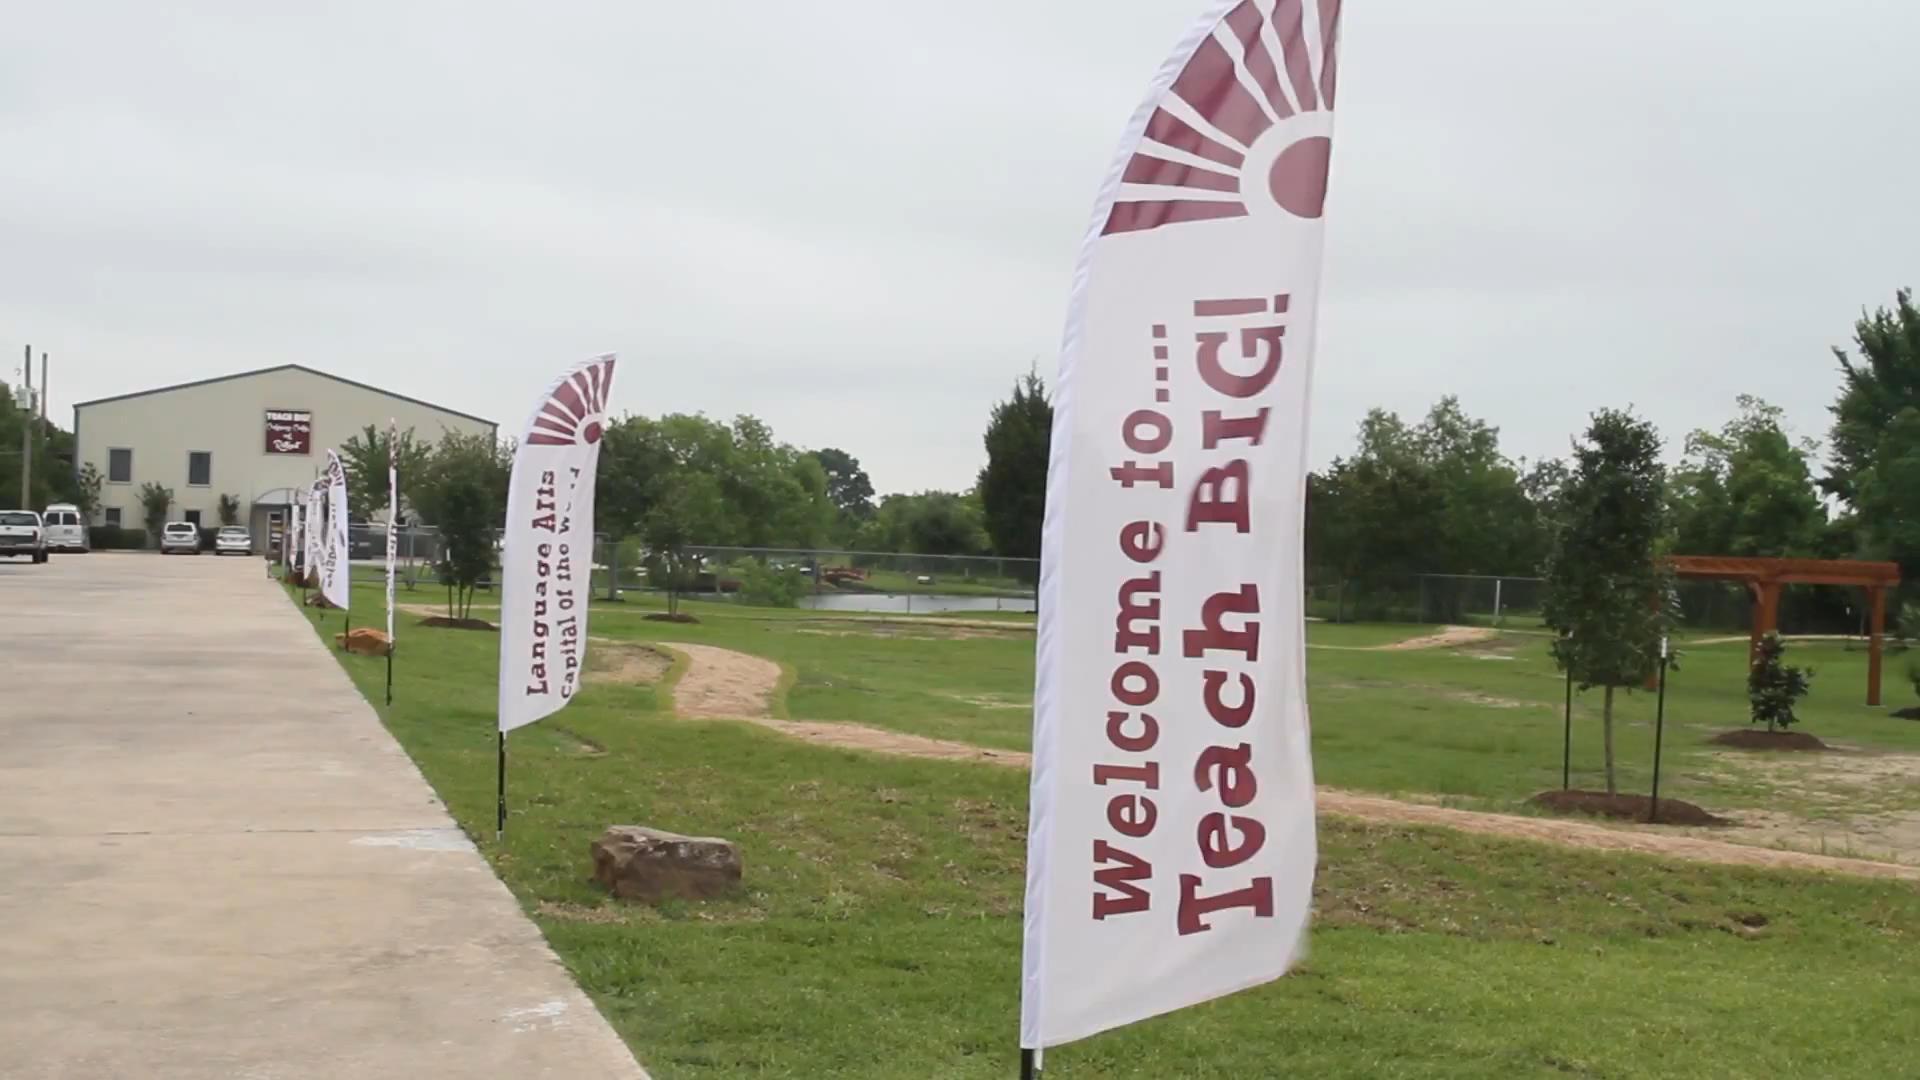 Welcome to....
Teach BIG!
Language Arts
Capital of the World
TEACH BIG!